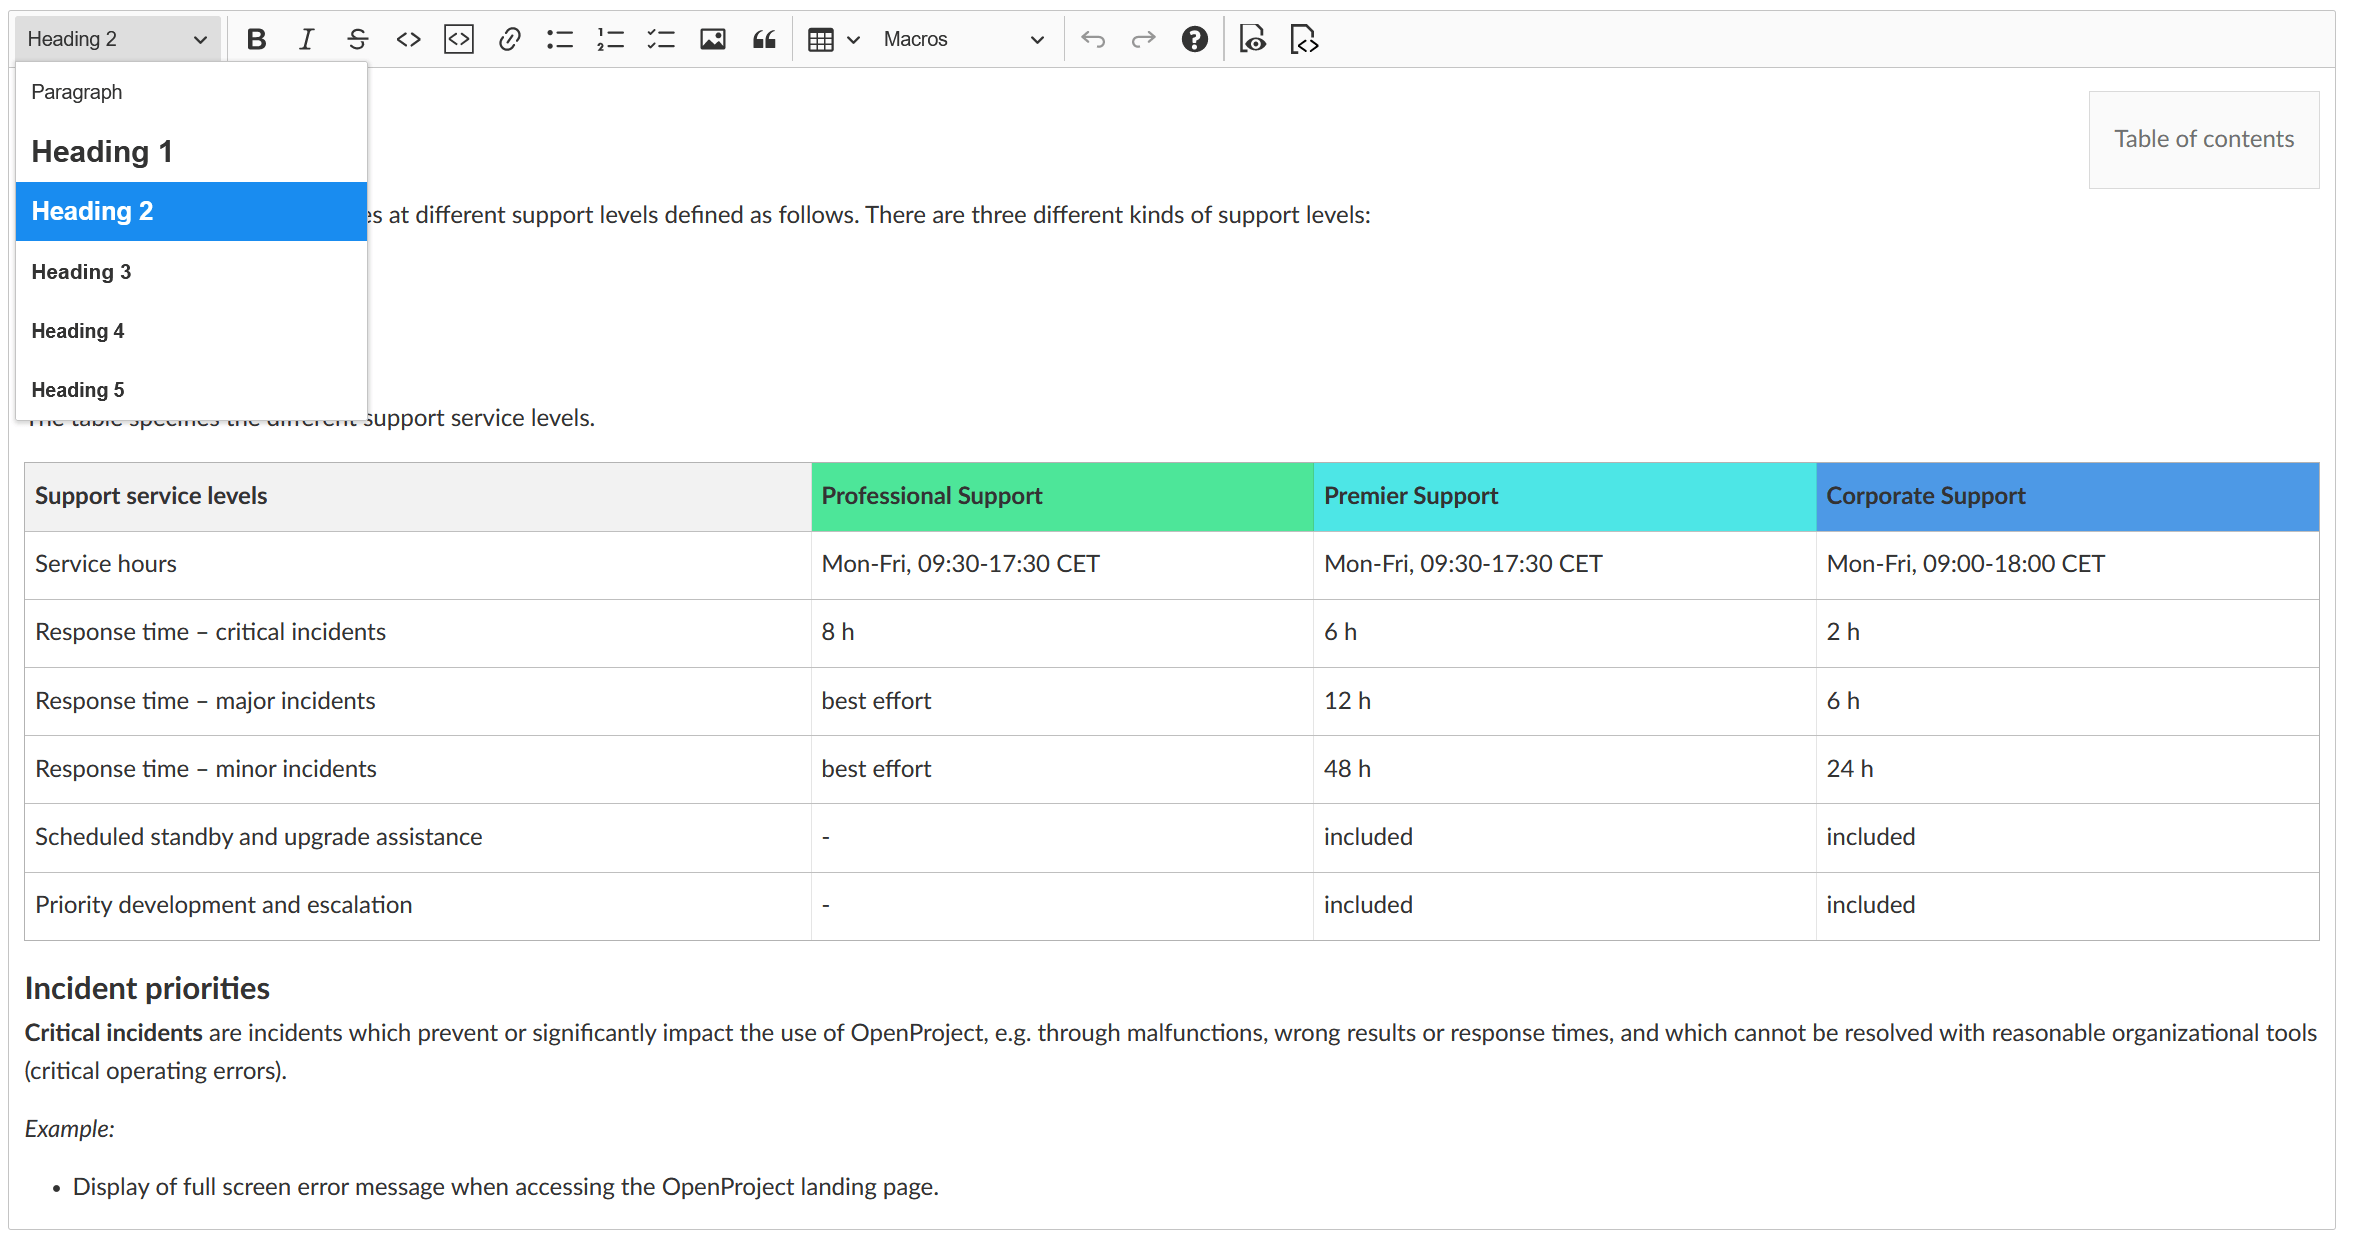 Heading 2
Macros
Paragraph
Heading 1
Heading 2
Heading 3
Heading 4
Heading 5
Table of contents
es at different support levels defined as follows. There are three different kinds of support levels:
The table specifies the different support service levels.
Support service levels Professional Support Premier Support Corporate Support
Service hours Mon-Fri, 09:30-17:30 CET Mon-Fri, 09:30-17:30 CET Mon-Fri, 09:00-18:00 CET
Response time – critical incidents 8 h 6 h 2 h
Response time – major incidents best effort 12 h 6 h
Response time – minor incidents best effort 48 h 24 h
Scheduled standby and upgrade assistance - included included
Priority development and escalation - included included
Incident priorities
Critical incidents are incidents which prevent or significantly impact the use of OpenProject, e.g. through malfunctions, wrong results or response times, and which cannot be resolved with reasonable organizational tools
(critical operating errors).
Example:
• Display of full screen error message when accessing the OpenProject landing page.